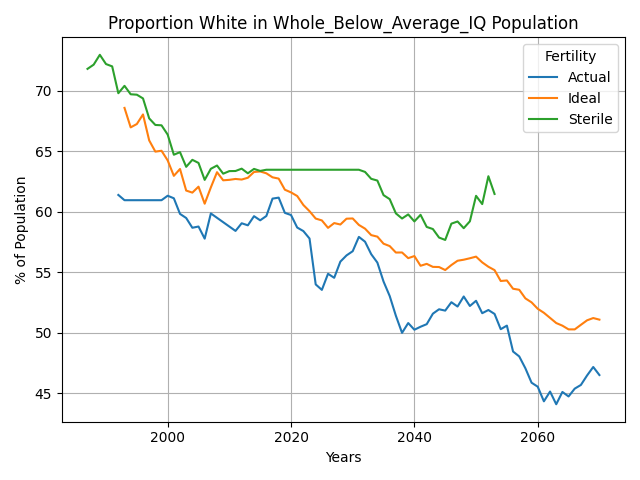 Proportion White in Whole_Below_Average_IQ Population
% of Population
70
65
60
55
50
45
2000
2020
2040
2060
Years
Fertility
Actual
Ideal
Sterile